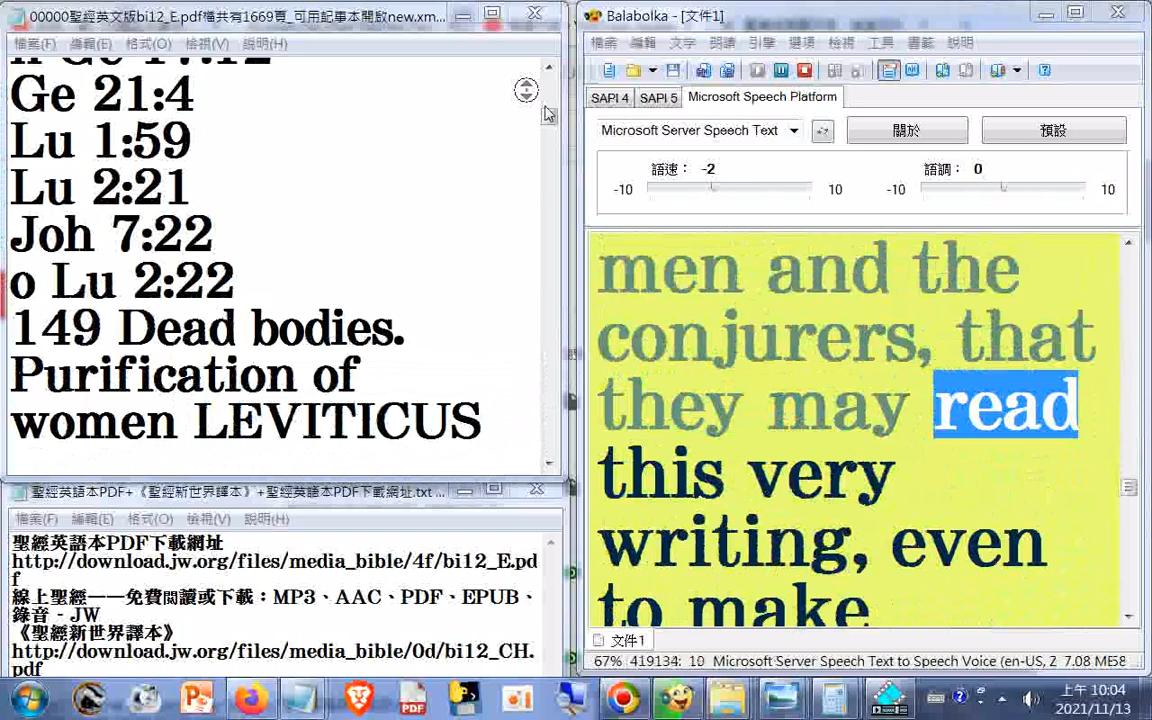 00000聖經英文版bi12_E.pdf檔共有1669頁_可用記事本開啟new.xm...
檔案(F) 編輯(E) 格式(O) 檢視(V) 說明(H)
Ge 21:4
Lu 1:59
Lu 2:21
Joh 7:22
o Lu 2:22
149 Dead bodies.
Purification of
women LEVITICUS
聖經英語本PDF+《聖經新世界譯本》+聖經英語本PDF下載網址.txt ...
檔案(F) 編輯(E) 格式(O) 檢視(V) 說明(H)
聖經英語本PDF下載網址
http://download.jw.org/files/media_bible/4f/bi12_E.pd
f
線上聖經——免費閱讀或下載：MP3、AAC、PDF、EPUB、
錄音 - JW
《聖經新世界譯本》
http://download.jw.org/files/media_bible/0d/bi12_CH.
pdf
Balabolka - [文件1]
檔案 編輯 文字 朗讀 引擎 選項 檢視 工具 書籤 說明
SAPI 4 SAPI 5 Microsoft Speech Platform
Microsoft Server Speech Text 關於 預設
語速： -2 語調： 0
-10 10 -10 10
men and the
conjurers, that
they may read
this very
writing, even
to make
文件1
67% 419134: 10 Microsoft Server Speech Text to Speech Voice (en-US, Z 7.08 ME58
上午 10:04
2021/11/13